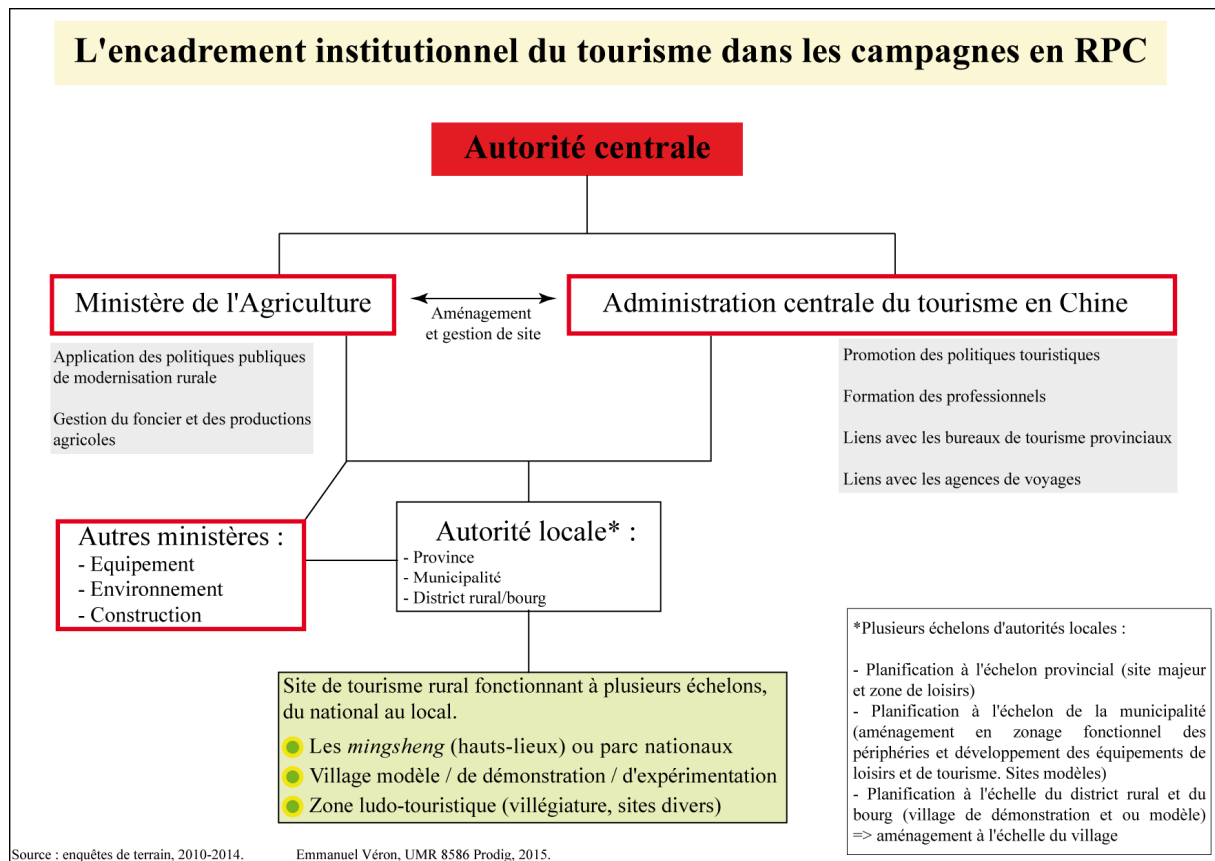 L'encadrement institutionnel du tourisme dans les campagnes en RPC
Autorité centrale
Ministère de l'Agriculture
Aménagement
et gestion de site
Administration centrale du tourisme en Chine
Application des politiques publiques
de modernisation rurale
Gestion du foncier et des productions
agricoles
Promotion des politiques touristiques
Formation des professionnels
Liens avec les bureaux de tourisme provinciaux
Liens avec les agences de voyages
Autres ministères :
- Equipement
- Environnement
- Construction
Autorité locale* :
- Province
- Municipalité
- District rural/bourg
Site de tourisme rural fonctionnant à plusieurs échelons,
du national au local.
Les mingsheng (hauts-lieux) ou parc nationaux
Village modèle / de démonstration / d'expérimentation
Zone ludo-touristique (villégiature, sites divers)
*Plusieurs échelons d'autorités locales :
- Planification à l'échelon provincial (site majeur
et zone de loisirs)
- Planification à l'échelon de la municipalité
(aménagement en zonage fonctionnel des
périphéries et développement des équipements de
loisirs et de tourisme. Sites modèles)
- Planification à l'échelle du district rural et du
bourg (village de démonstration et ou modèle)
=> aménagement à l'échelle du village
Source : enquêtes de terrain, 2010-2014. Emmanuel Véron, UMR 8586 Prodig, 2015.